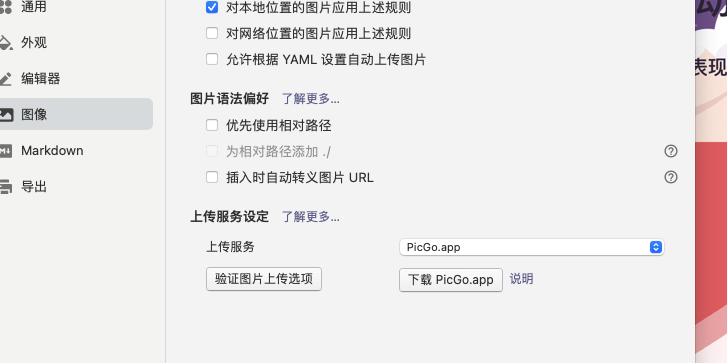 通用
对本地位置的图片应用上述规则
外观
对网络位置的图片应用上述规则
允许根据 YAML 设置自动上传图片
编辑器
图片语法偏好 了解更多...
图像
优先使用相对路径
Markdown
为相对路径添加 ./
导出
插入时自动转义图片 URL
上传服务设定 了解更多...
上传服务 PicGo.app
验证图片上传选项 下载 PicGo.app 说明
动
表现